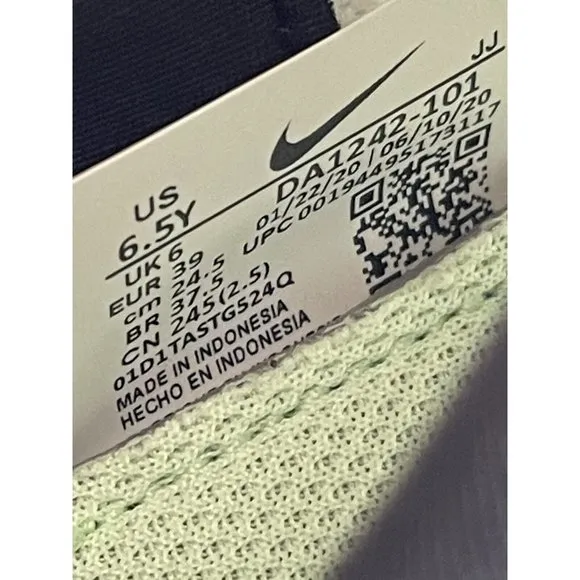 JJ
US
6.5Y
UK 6
EUR 39
cm 24.5
BR 37.5
CN 245(2.5)
01D1TASTG524Q
MADE IN INDONESIA
HECHO EN INDONESIA
DA1242-101
01/22/20 | 06/10/20
UPC 00194495173117